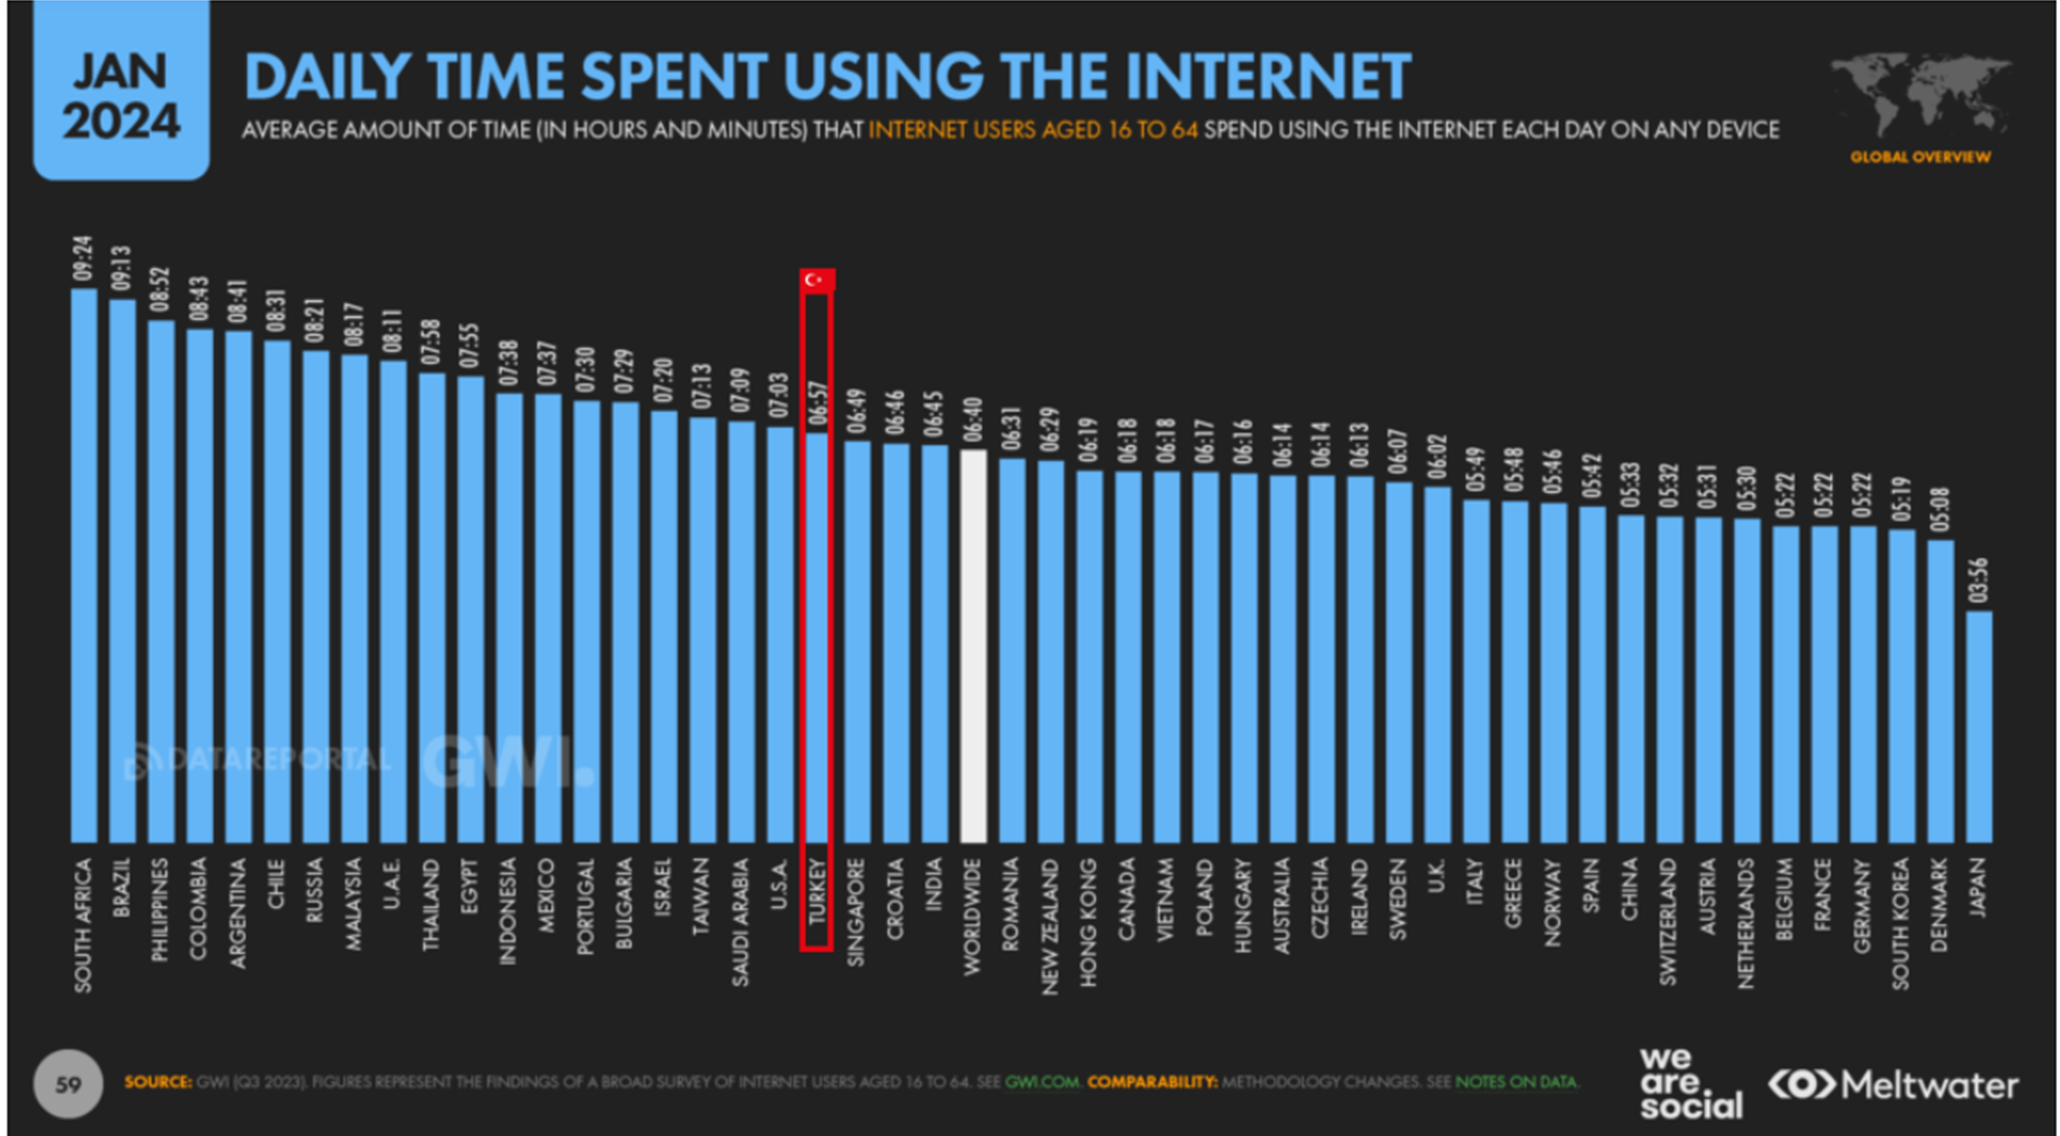 JAN
2024
DAILY TIME SPENT USING THE INTERNET
AVERAGE AMOUNT OF TIME (IN HOURS AND MINUTES) THAT INTERNET USERS AGED 16 TO 64 SPEND USING THE INTERNET EACH DAY ON ANY DEVICE
GLOBAL OVERVIEW
09:24
09:13
08:52
08:43
08:41
08:31
08:21
08:17
08:11
07:58
07:55
07:38
07:37
07:30
07:29
07:20
07:13
07:09
07:03
06:57
06:49
06:46
06:45
06:40
06:31
06:29
06:19
06:18
06:18
06:17
06:16
06:14
06:14
06:13
06:07
06:02
05:49
05:48
05:46
05:42
05:33
05:32
05:31
05:30
05:22
05:22
05:22
05:19
05:08
03:56
DATAREPORTAL
GWI.
SOUTH AFRICA
BRAZIL
PHILIPPINES
COLOMBIA
ARGENTINA
CHILE
RUSSIA
MALAYSIA
U.A.E.
THAILAND
EGYPT
INDONESIA
MEXICO
PORTUGAL
BULGARIA
ISRAEL
TAIWAN
SAUDI ARABIA
U.S.A.
TURKEY
SINGAPORE
CROATIA
INDIA
WORLDWIDE
ROMANIA
NEW ZEALAND
HONG KONG
CANADA
VIETNAM
POLAND
HUNGARY
AUSTRALIA
CZECHIA
IRELAND
SWEDEN
U.K.
ITALY
GREECE
NORWAY
SPAIN
CHINA
SWITZERLAND
AUSTRIA
NETHERLANDS
BELGIUM
FRANCE
GERMANY
SOUTH KOREA
DENMARK
JAPAN
59
SOURCE: GWI (Q3 2023). FIGURES REPRESENT THE FINDINGS OF A BROAD SURVEY OF INTERNET USERS AGED 16 TO 64. SEE GWI.COM. COMPARABILITY: METHODOLOGY CHANGES. SEE NOTES ON DATA.
we
are.
social
Meltwater